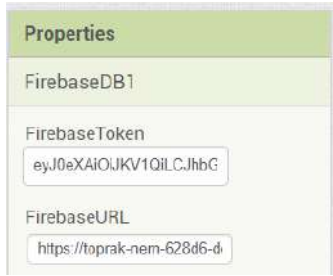 Properties
FirebaseDB1
FirebaseToken
eyJ0eXAiOiJKV1QiLCJhbG
FirebaseURL
https://toprak-nem-628d6-d